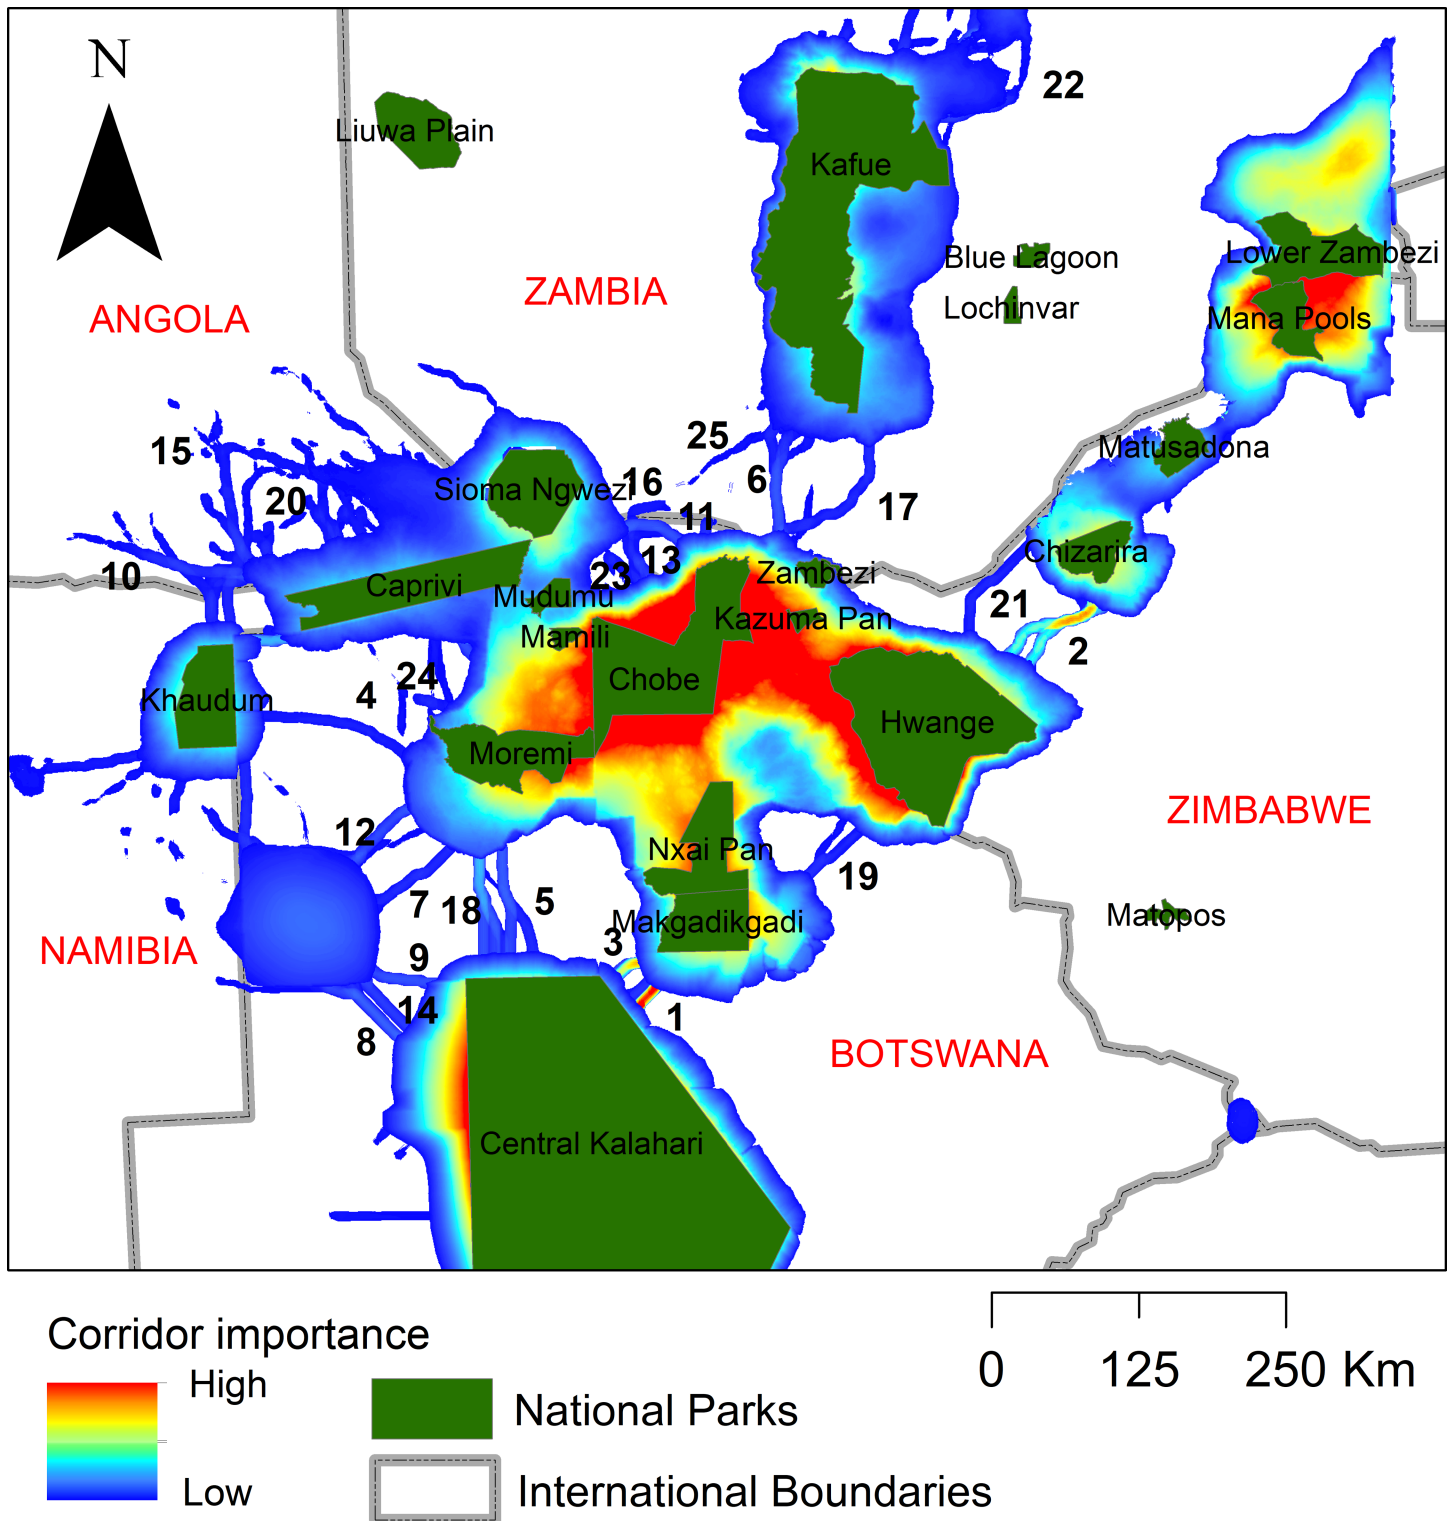 N
22
Liuwa Plain
Kafue
Blue Lagoon
Lower Zambezi
ZAMBIA
Lochinvar
Mana Pools
ANGOLA
25
15
Matusadona
6
Sioma Ngwezi
16
20
17
11
Chizarira
13
10
23
Caprivi
Zambezi
Mudumu
21
Mamili
Kazuma Pan
2
24
Chobe
4
Khaudum
Hwange
Moremi
ZIMBABWE
12
Nxai Pan
19
7
18
5
Makgadikgadi
Matopos
3
NAMIBIA
9
14
1
8
BOTSWANA
Central Kalahari
Corridor importance
High
Low
National Parks
International Boundaries
0 125 250 Km